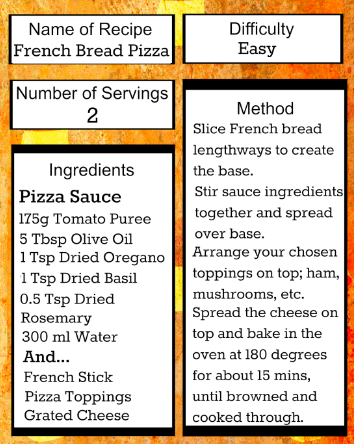 Name of Recipe
French Bread Pizza
Difficulty
Easy
Number of Servings
2
Ingredients
Pizza Sauce
175g Tomato Puree
5 Tbsp Olive Oil
1 Tsp Dried Oregano
1 Tsp Dried Basil
0.5 Tsp Dried
Rosemary
300 ml Water
And...
French Stick
Pizza Toppings
Grated Cheese
Method
Slice French bread
lengthways to create
the base.
Stir sauce ingredients
together and spread
over base.
Arrange your chosen
toppings on top; ham,
mushrooms, etc.
Spread the cheese on
top and bake in the
oven at 180 degrees
for about 15 mins,
until browned and
cooked through.